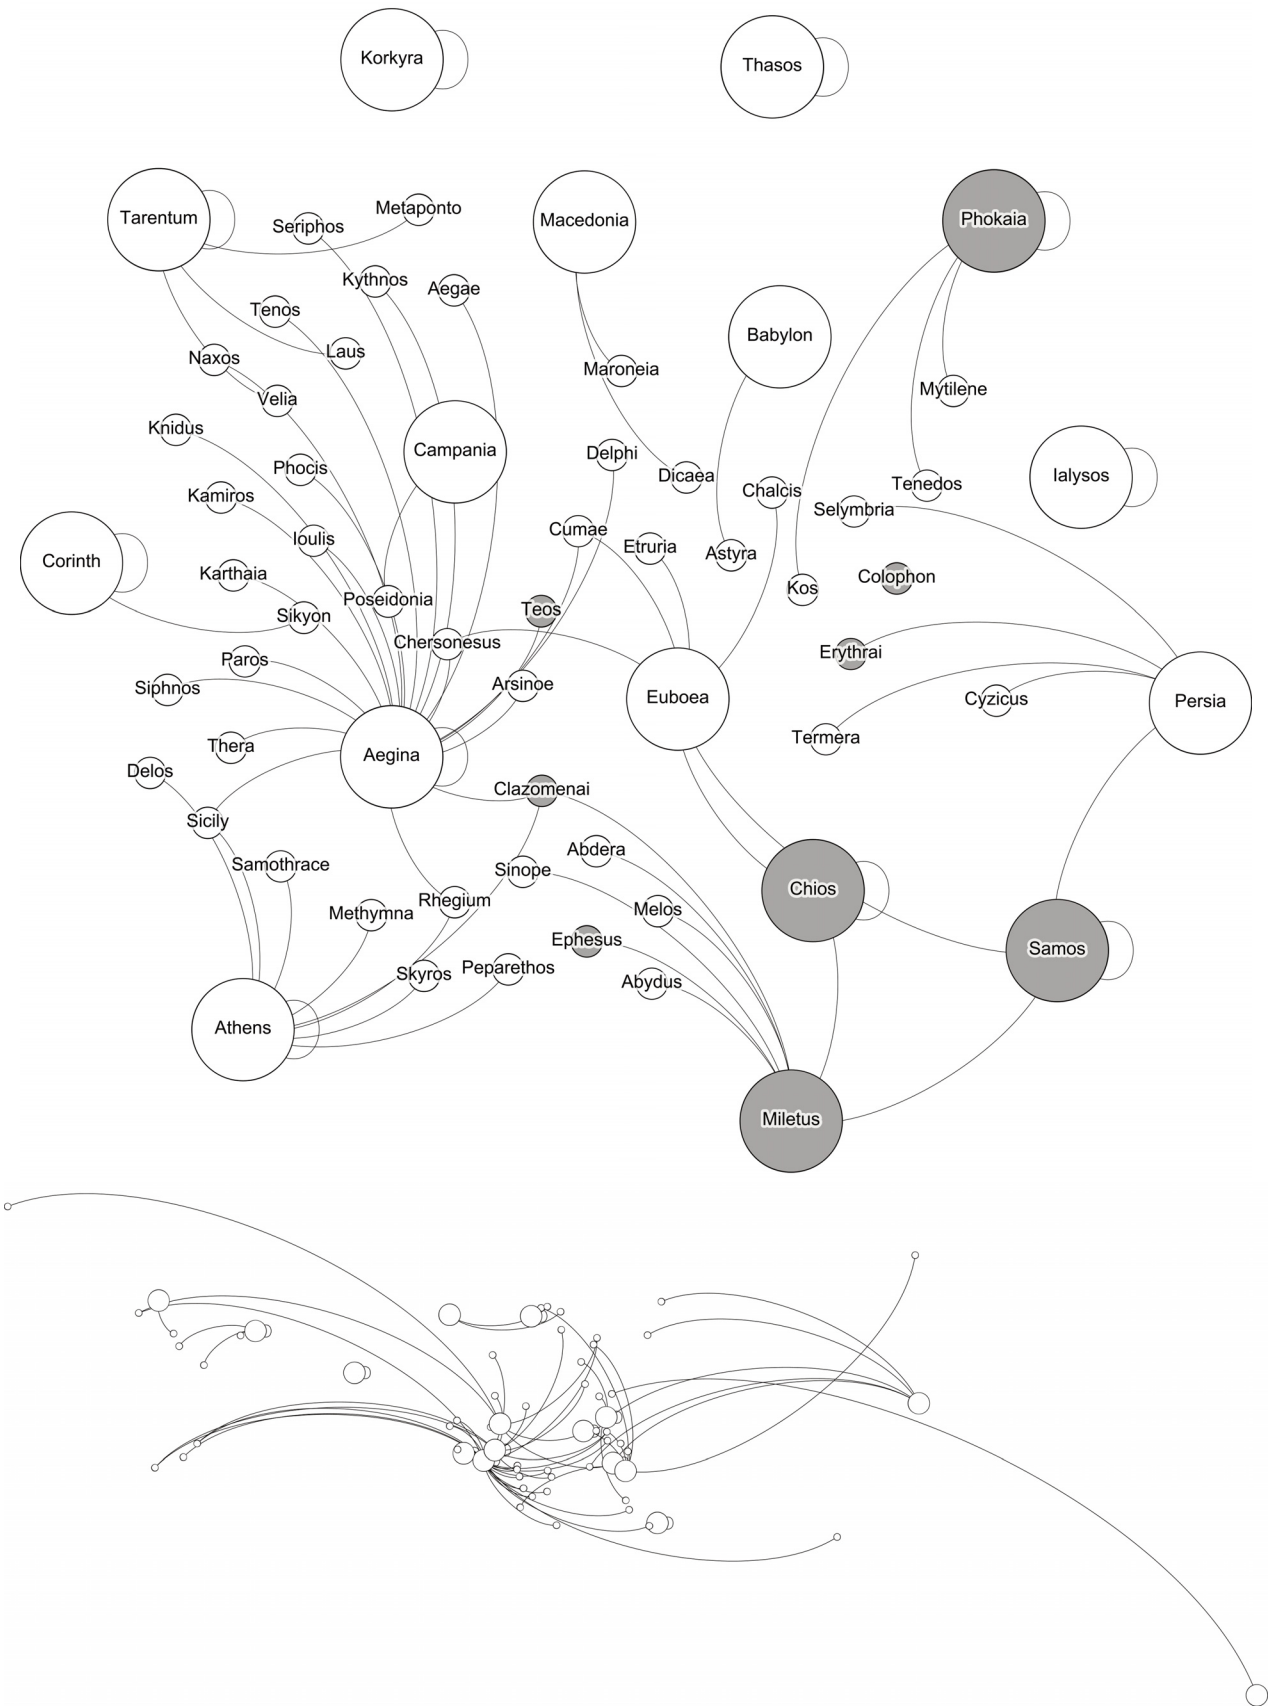 Korkyra
Thasos
Tarentum
Seriphos
Metaponto
Macedonia
Phokaia
Kythnos
Aegae
Tenos
Babylon
Naxos
Laus
Maroneia
Velia
Mytilene
Knidus
Phocis
Campania
Delphi
Dicaea
Ialysos
Kamiros
Chalcis
Tenedos
Selymbria
Ioulis
Cumae
Etruria
Astyra
Corinth
Karthaia
Poseidonia
Kos
Colophon
Sikyon
Teos
Chersonesus
Erythrai
Paros
Siphnos
Arsinoe
Euboea
Cyzicus
Persia
Thera
Aegina
Termera
Delos
Clazomenai
Sicily
Samothrace
Abdera
Sinope
Chios
Methymna
Rhegium
Melos
Ephesus
Samos
Skyros
Peparethos
Abydus
Athens
Miletus